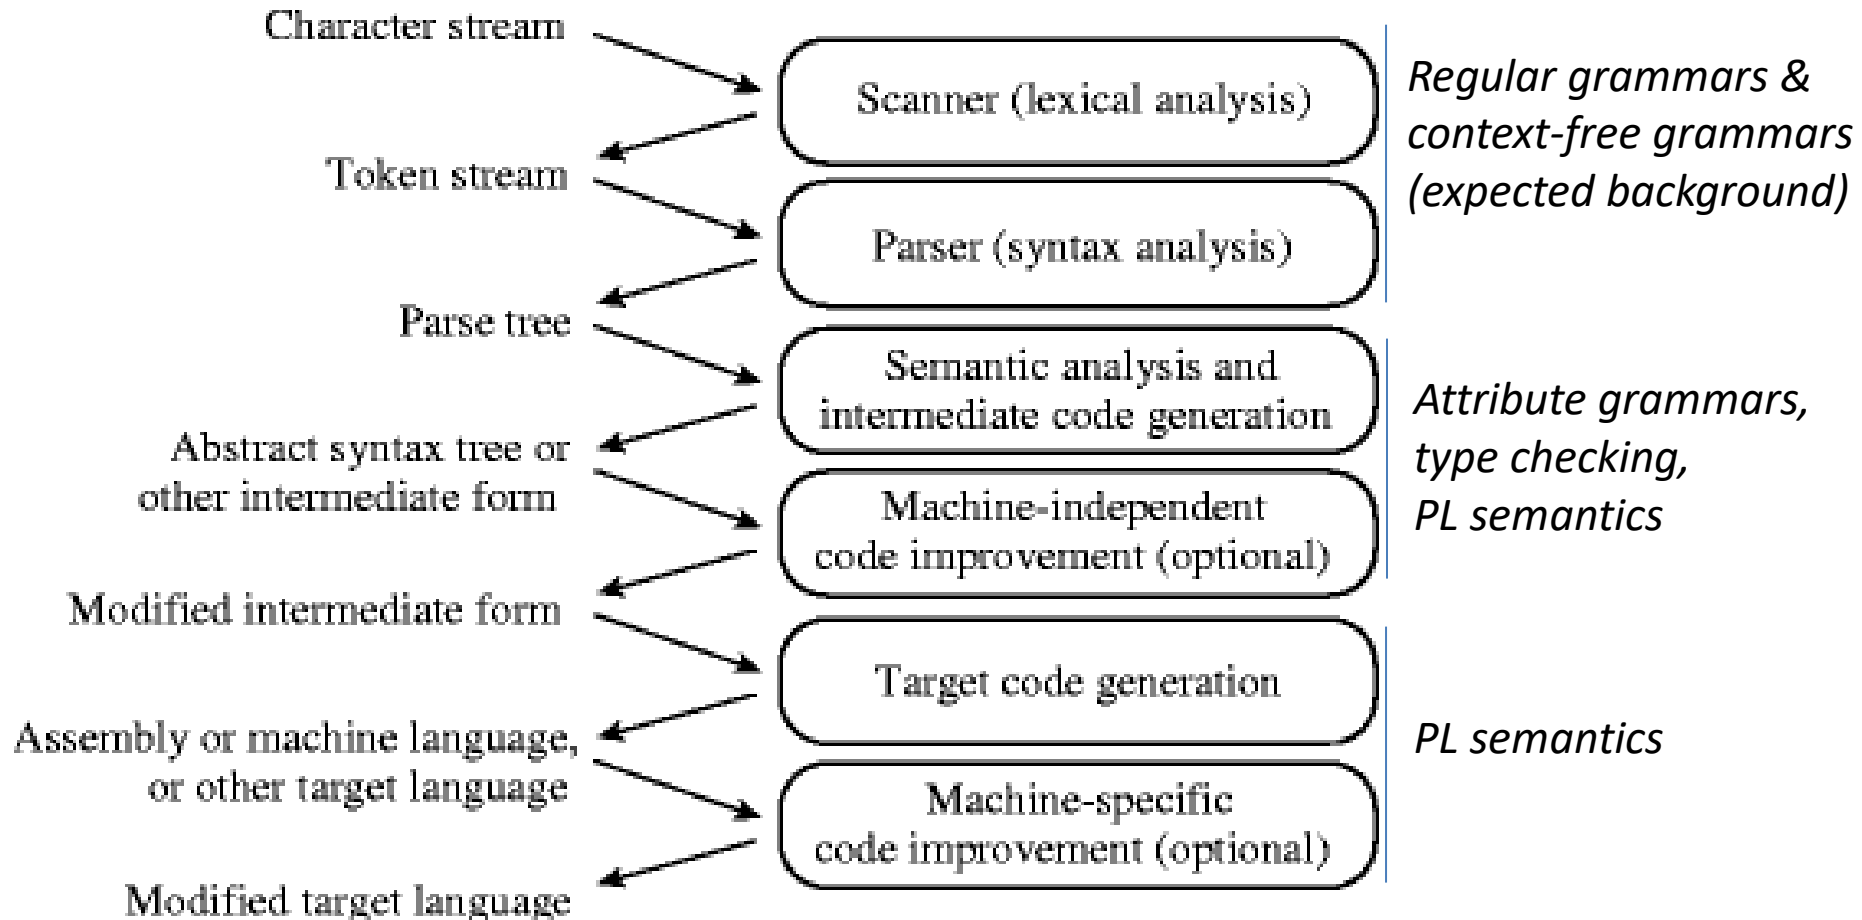 Character stream
Scanner (lexical analysis)
Regular grammars &
context-free grammars
(expected background)
Token stream
Parser (syntax analysis)
Parse tree
Semantic analysis and
intermediate code generation
Attribute grammars,
type checking,
PL semantics
Abstract syntax tree or
other intermediate form
Machine-independent
code improvement (optional)
Modified intermediate form
Target code generation
Assembly or machine language,
or other target language
PL semantics
Machine-specific
code improvement (optional)
Modified target language